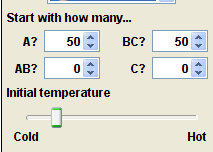 Start with how many...
A? 50 BC? 50
AB? 0 C? 0
Initial temperature
Cold Hot